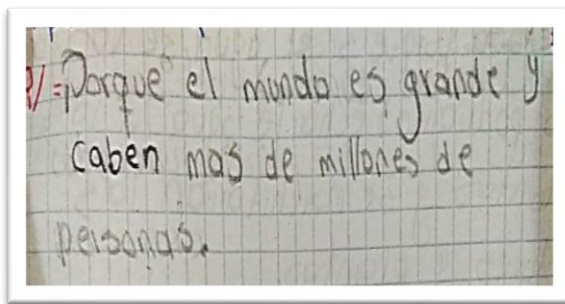 R/=Porque el mundo es grande y
caben mas de millones de
personas.